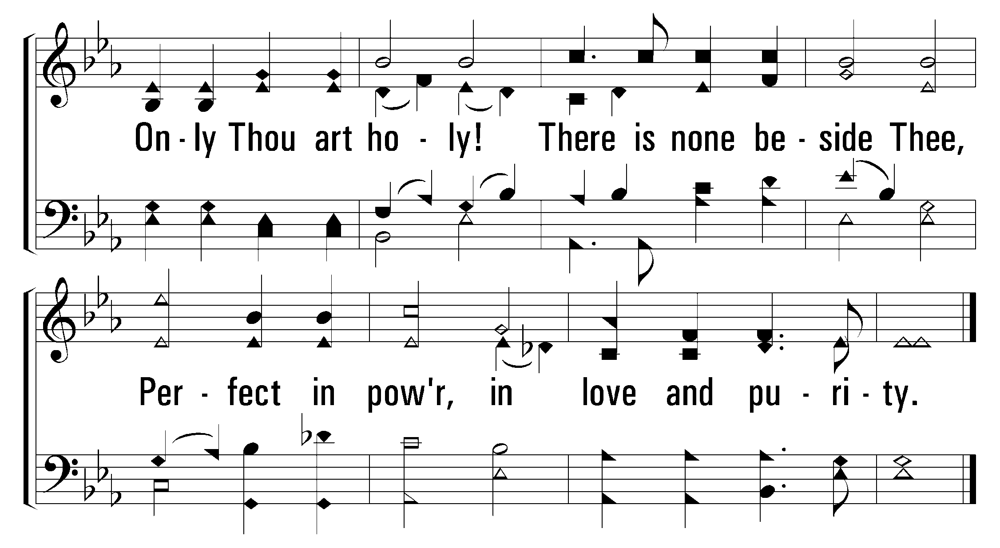 On - ly Thou art ho - ly! There is none be - side Thee,
Per - fect in pow'r, in love and pu - ri - ty.